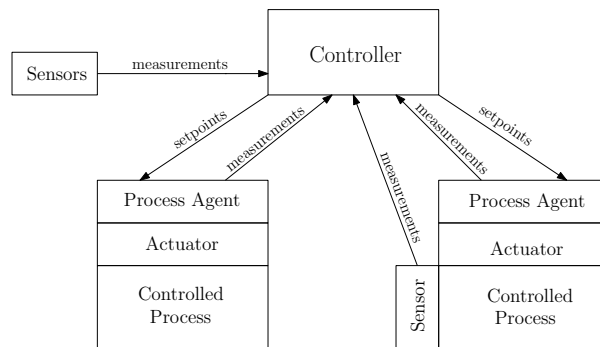 Controller
Sensors
measurements
setpoints
measurements
measurements
measurements
setpoints
Process Agent
Actuator
Controlled
Process
Sensor
Process Agent
Actuator
Controlled
Process